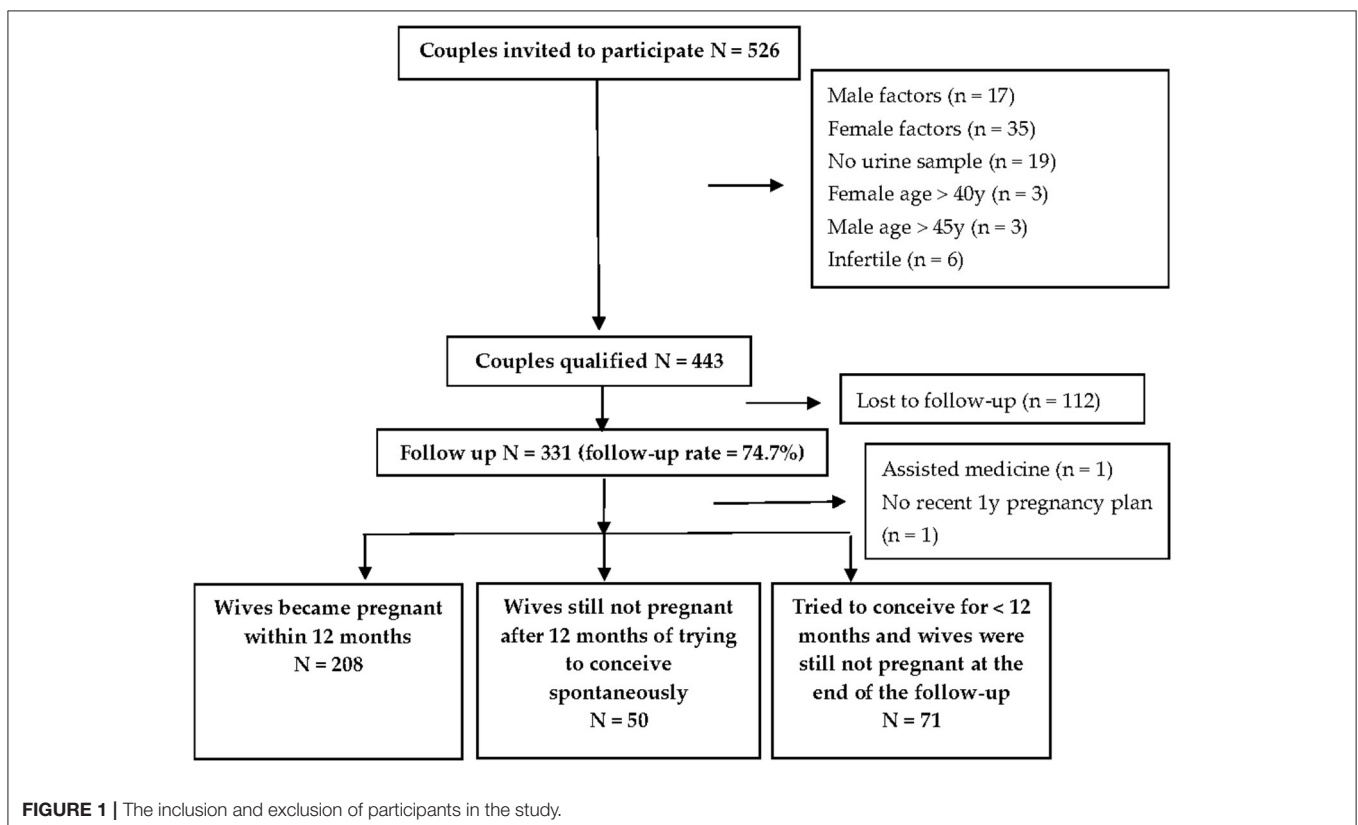 Couples invited to participate N = 526
Male factors (n = 17)
Female factors (n = 35)
No urine sample (n = 19)
Female age > 40y (n = 3)
Male age > 45y (n = 3)
Infertile (n = 6)
Couples qualified N = 443
Lost to follow-up (n = 112)
Follow up N = 331 (follow-up rate = 74.7%)
Assisted medicine (n = 1)
No recent 1y pregnancy plan
(n = 1)
Wives became pregnant
within 12 months
N = 208
Wives still not pregnant
after 12 months of trying
to conceive
spontaneously
N = 50
Tried to conceive for < 12
months and wives were
still not pregnant at the
end of the follow-up
N = 71
FIGURE 1 | The inclusion and exclusion of participants in the study.